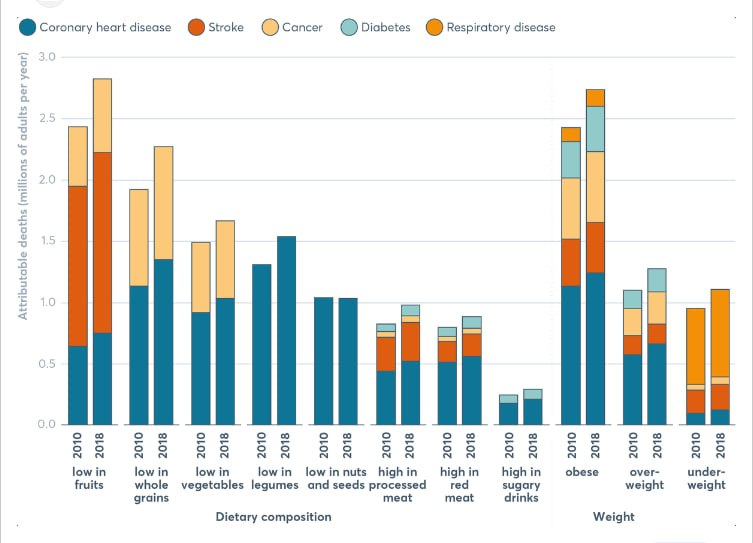 Coronary heart disease Stroke Cancer Diabetes Respiratory disease
Attributable deaths (millions of adults per year)
3.0
2.5
2.0
1.5
1.0
0.5
0.0
2010 2018 2010 2018 2010 2018 2010 2018 2010 2018 2010 2018 2010 2018 2010 2018 2010 2018 2010 2018 2010 2018
low in
fruits
low in
whole
grains
low in
vegetables
low in
legumes
low in nuts
and seeds
high in
processed
meat
high in
red
meat
high in
sugary
drinks
obese
over-
weight
under-
weight
Dietary composition
Weight